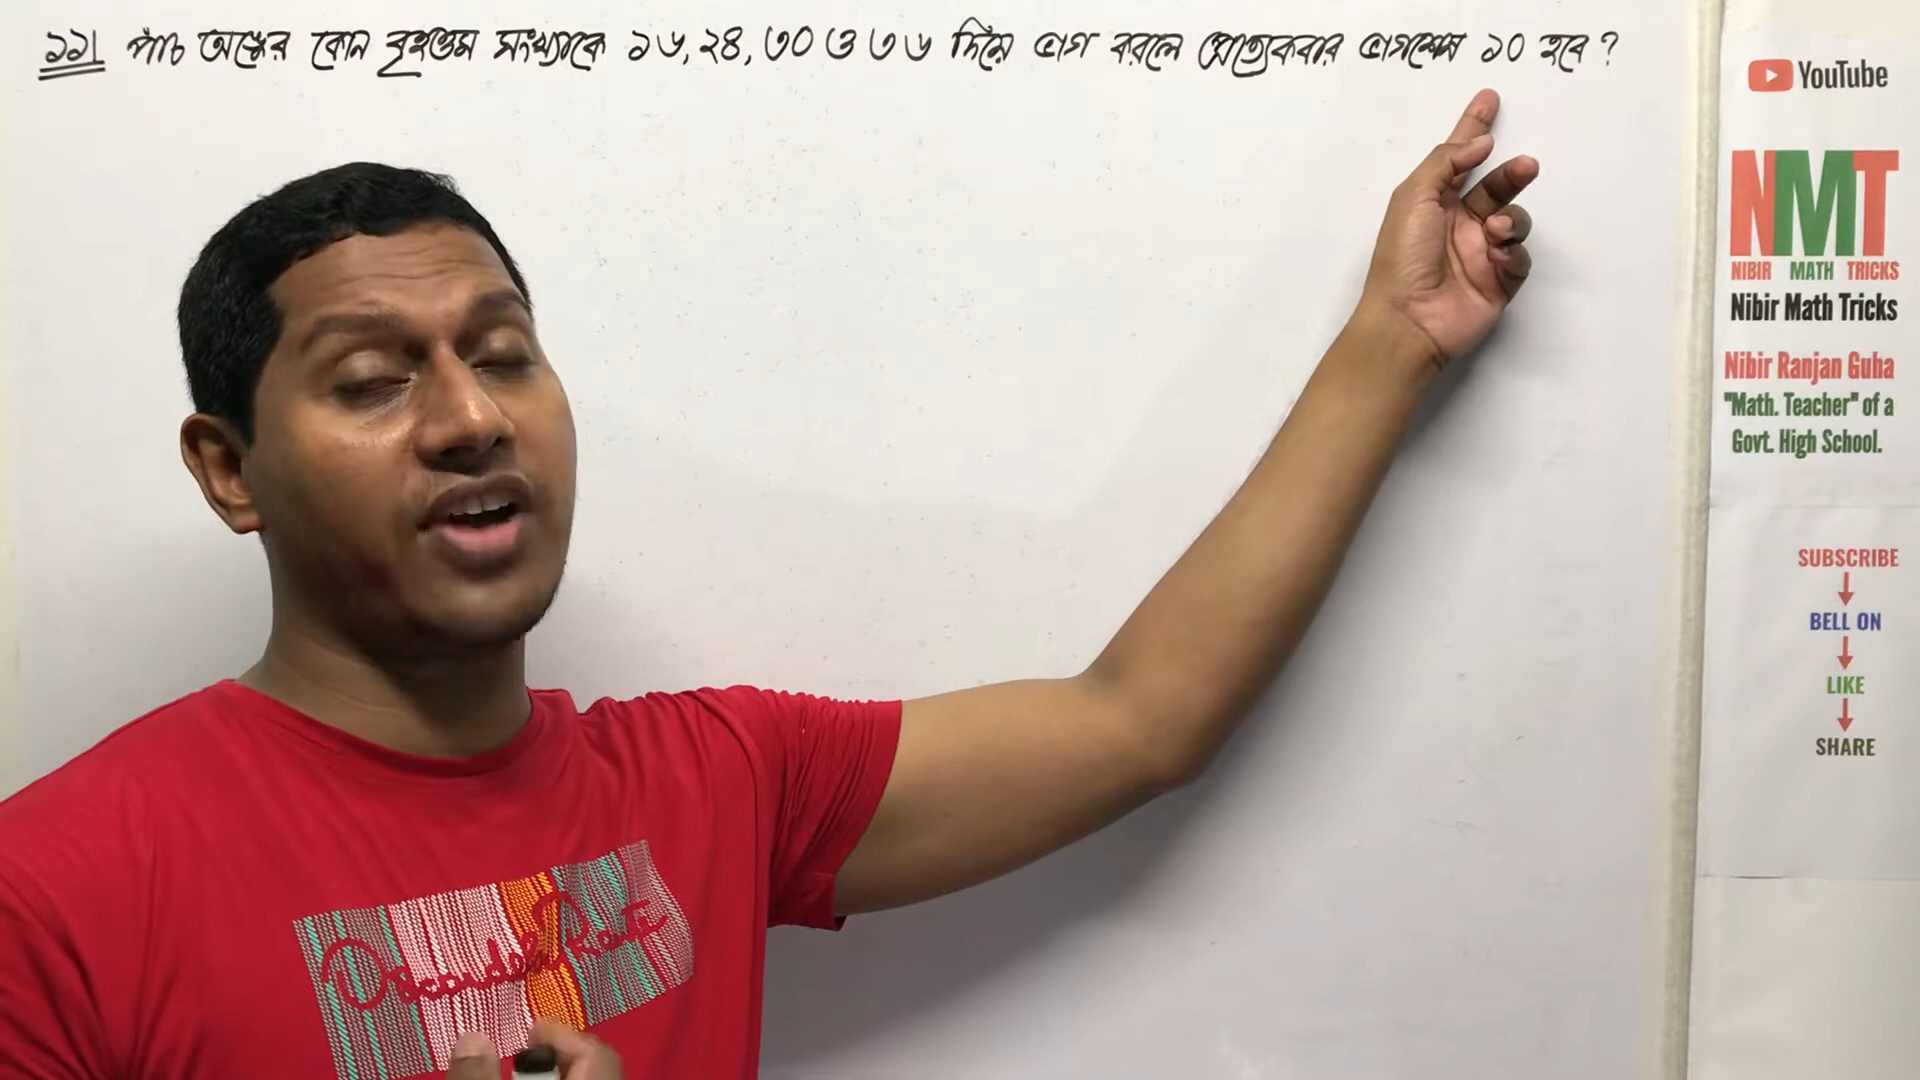 ১১। পাঁচ অঙ্কের কোন বৃহত্তম সংখ্যাকে ১৬, ২৪, ৩০ ও ৩৬ দিয়ে ভাগ করলে প্রত্যেকবার ভাগশেষ ১০ হবে ?
YouTube
NMT
NIBIR MATH TRICKS
Nibir Math Tricks
Nibir Ranjan Guha
"Math. Teacher" of a
Govt. High School.
SUBSCRIBE
BELL ON
LIKE
SHARE